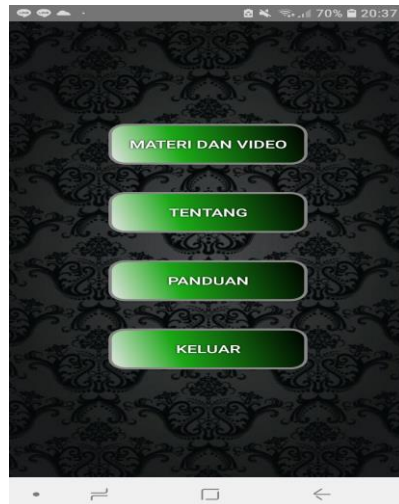 70% 20:37
MATERI DAN VIDEO
TENTANG
PANDUAN
KELUAR